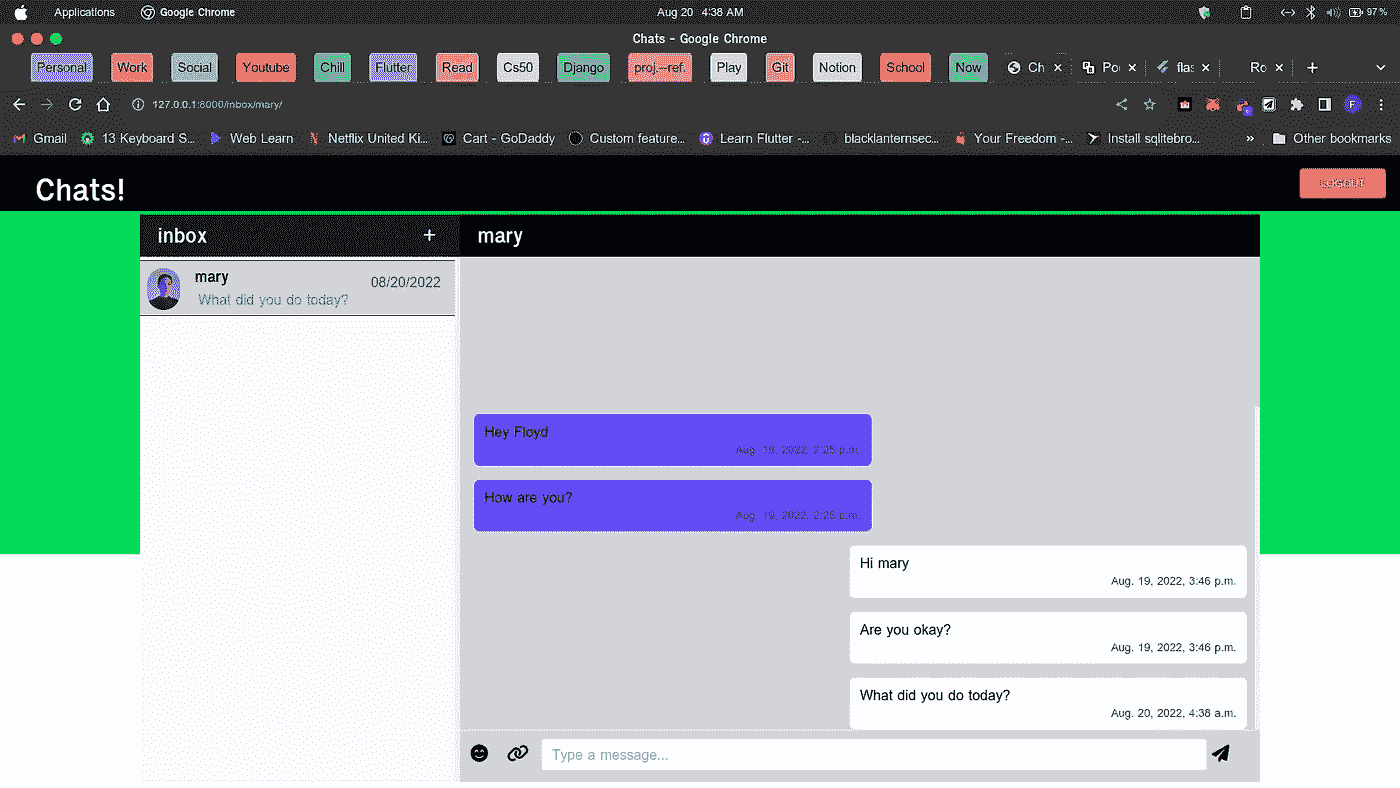 Applications Google Chrome Aug 20 4:38 AM 97%
Chats - Google Chrome
Personal Work Social Youtube Chill Flutter Read Cs50 Django proj.-ref. Play Git Notion School Now Ch Po flas Ro
127.0.0.1:8000/inbox/mary/ F
Gmail 13 Keyboard S... Web Learn Netflix United Ki... Cart - GoDaddy Custom feature... Learn Flutter -... blacklanternsec... Your Freedom -... Install sqlitebro... » Other bookmarks
Chats! LOGOUT
inbox + mary
mary 08/20/2022
What did you do today?
Hey Floyd
Aug. 2022, 2:25 p.m.
How are you?
Aug. 19, 2022, 2:25 a.m.
Hi mary
Aug. 19, 2022, 3:46 p.m.
Are you okay?
Aug. 19, 2022, 3:46 p.m.
What did you do today?
Aug. 20, 2022, 4:38 a.m.
Type a message...